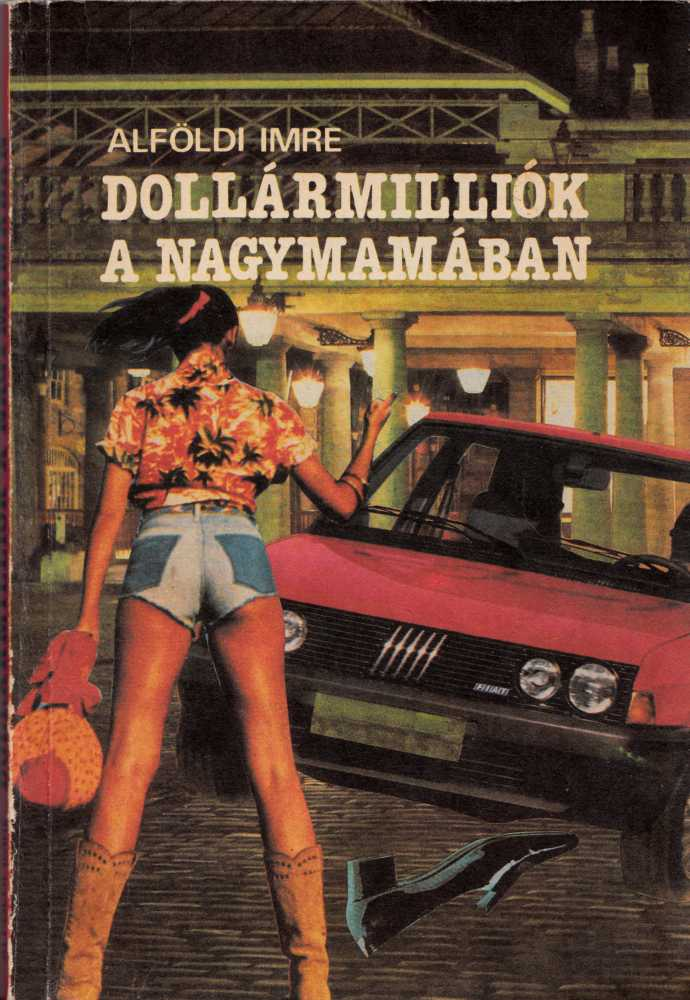 ALFÖLDI IMRE
DOLLÁRMILLIÓK
A NAGYMAMÁBAN
FIAT